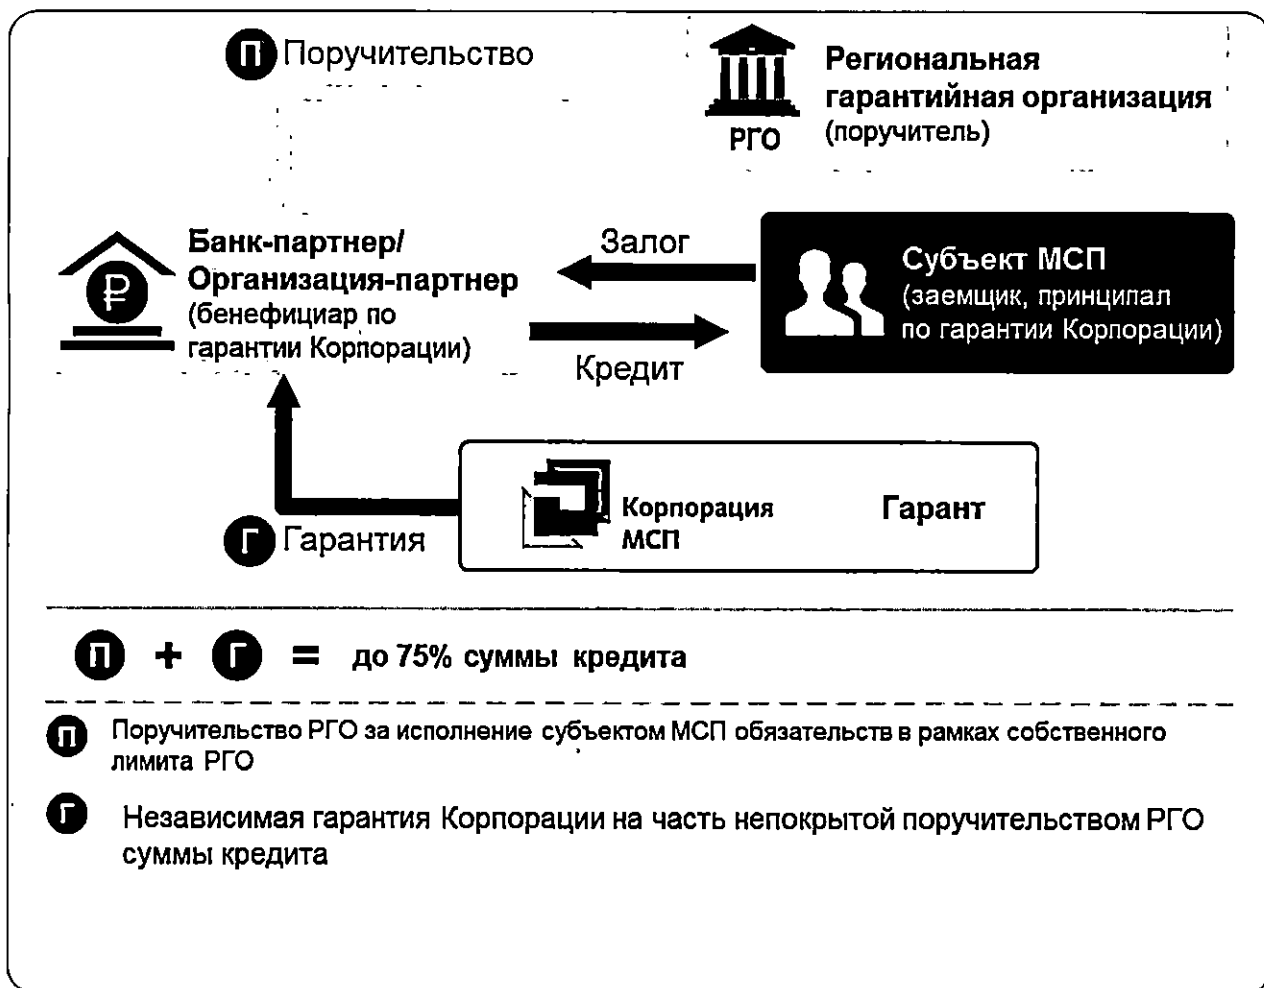 П Поручительство
Региональная
гарантийная организация
(поручитель)
РГО
Банк-партнер/
Организация-партнер
(бенефициар по
гарантии Корпорации)
Залог
Кредит
Субъект МСП
(заемщик, принципал
по гарантии Корпорации)
Г Гарантия
Корпорация
МСП
Гарант
П + Г = до 75% суммы кредита
П Поручительство РГО за исполнение субъектом МСП обязательств в рамках собственного
лимита РГО
Г Независимая гарантия Корпорации на часть непокрытой поручительством РГО
суммы кредита